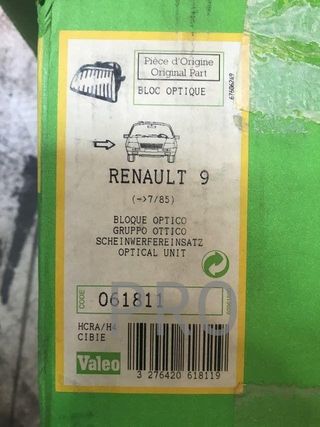 Pièce d'Origine
Original Part
BLOC OPTIQUE
RENAULT 9
(->7/85)
BLOQUE OPTICO
GRUPPO OTTICO
SCHEINWERFEREINSATZ
OPTICAL UNIT
CODE
061811
PRO
HCRA/H4
CIBIE
Valeo
3 276420 618119